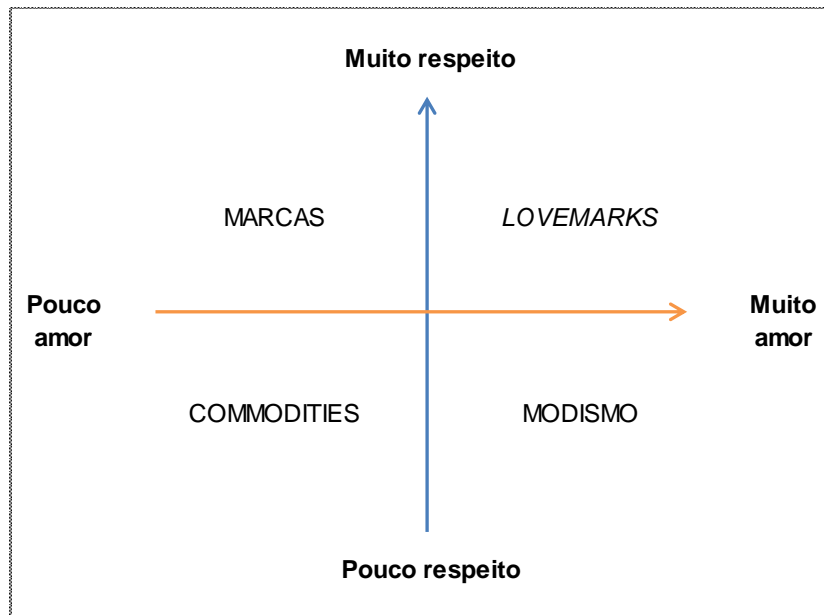 Muito respeito
MARCAS
LOVEMARKS
Pouco
amor
Muito
amor
COMMODITIES
MODISMO
Pouco respeito